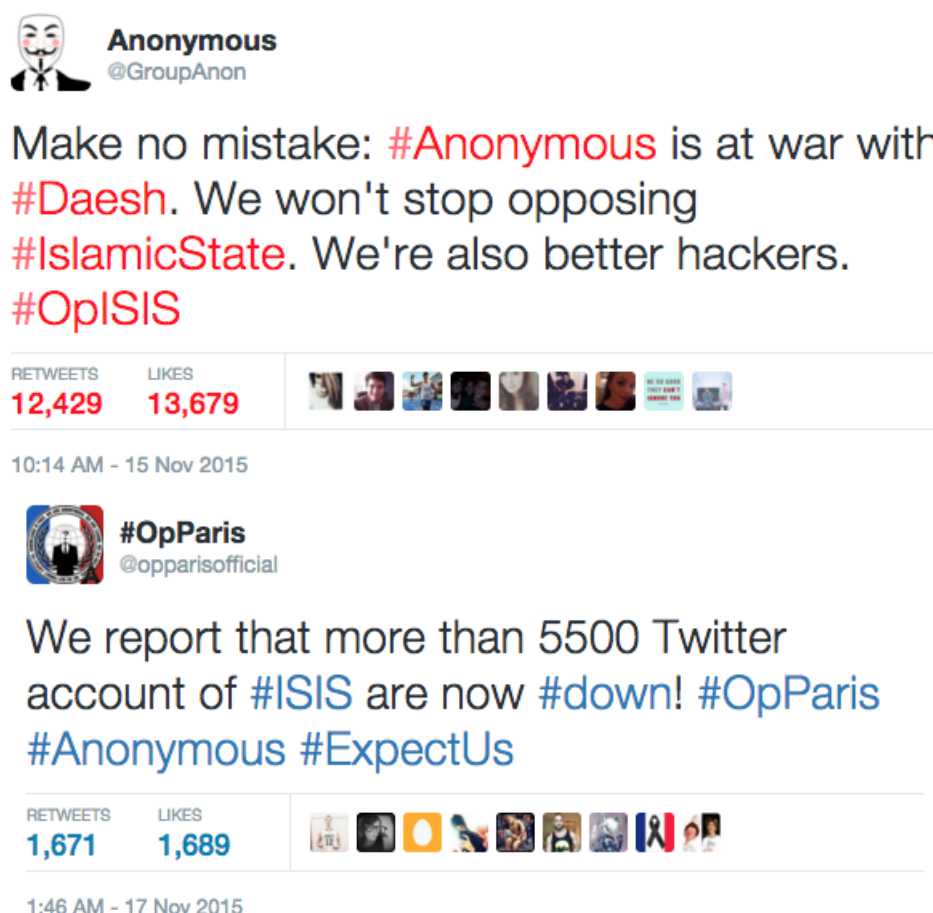 Anonymous
@GroupAnon
Make no mistake: #Anonymous is at war with
#Daesh. We won't stop opposing
#IslamicState. We're also better hackers.
#OpISIS
RETWEETS LIKES
12,429 13,679
10:14 AM - 15 Nov 2015
#OpParis
@opparisofficial
We report that more than 5500 Twitter
account of #ISIS are now #down! #OpParis
#Anonymous #ExpectUs
RETWEETS LIKES
1,671 1,689
1:46 AM - 17 Nov 2015